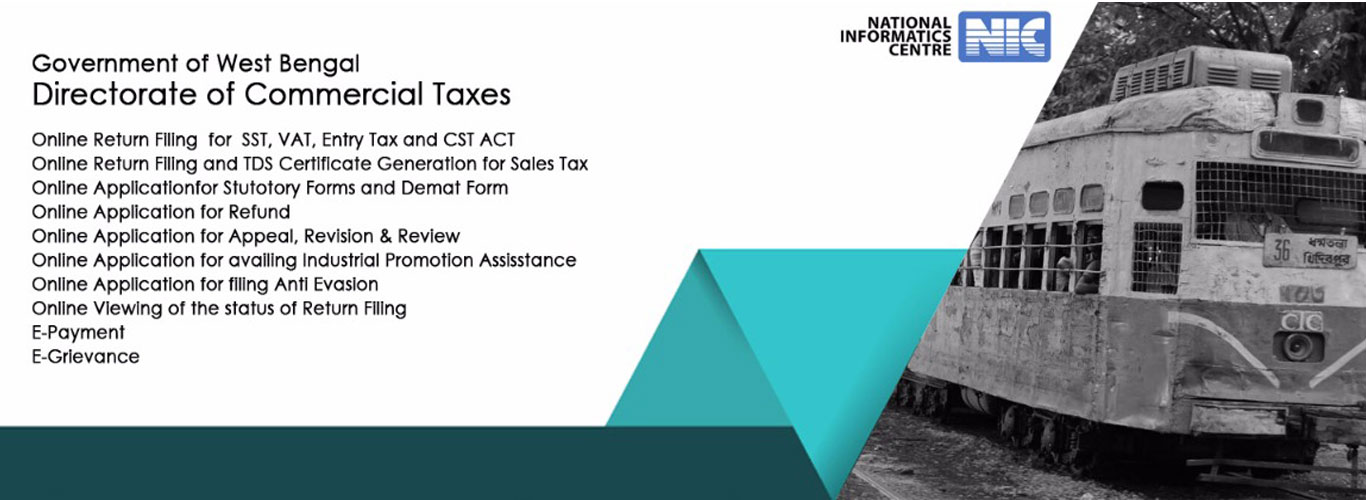 Government of West Bengal
Directorate of Commercial Taxes
Online Return Filing for SST, VAT, Entry Tax and CST ACT
Online Return Filing and TDS Certificate Generation for Sales Tax
Online Applicationfor Stutotory Forms and Demat Form
Online Application for Refund
Online Application for Appeal, Revision & Review
Online Application for availing Industrial Promotion Assisstance
Online Application for filing Anti Evasion
Online Viewing of the status of Return Filing
E-Payment
E-Grievance
NATIONAL
INFORMATICS
CENTRE
NIC
36
ধর্মতলা
খিদিরপুর
CTC